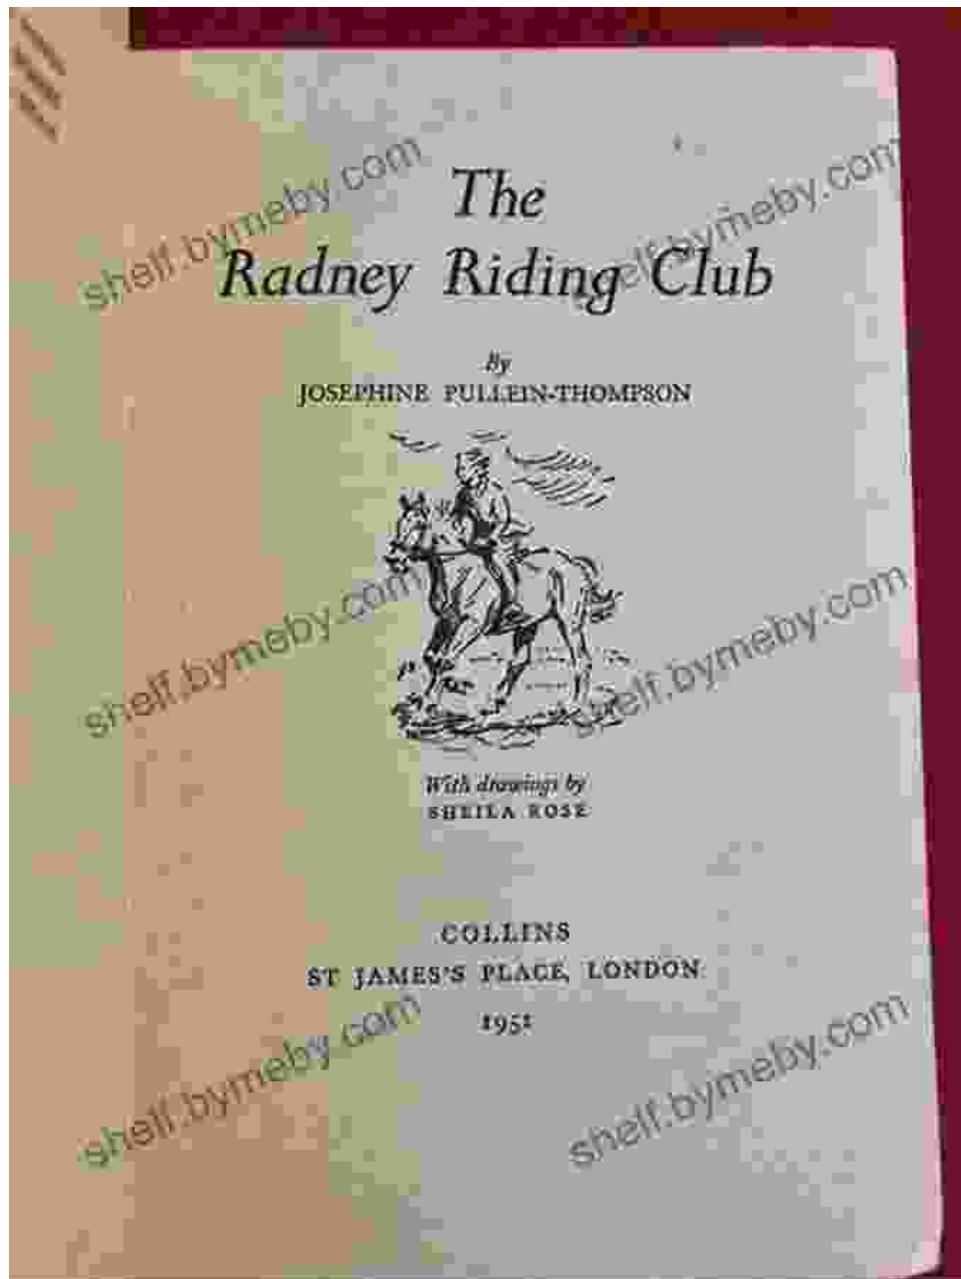 The
Radney Riding Club
By
JOSEPHINE PULLEIN-THOMPSON
With drawings by
SHEILA ROSE
COLLINS
ST JAMES'S PLACE, LONDON
1951
shelf.bymeby.com
shelf.bymeby.com
shelf.bymeby.com
shelf.bymeby.com
shelf.bymeby.com
shelf.bymeby.com